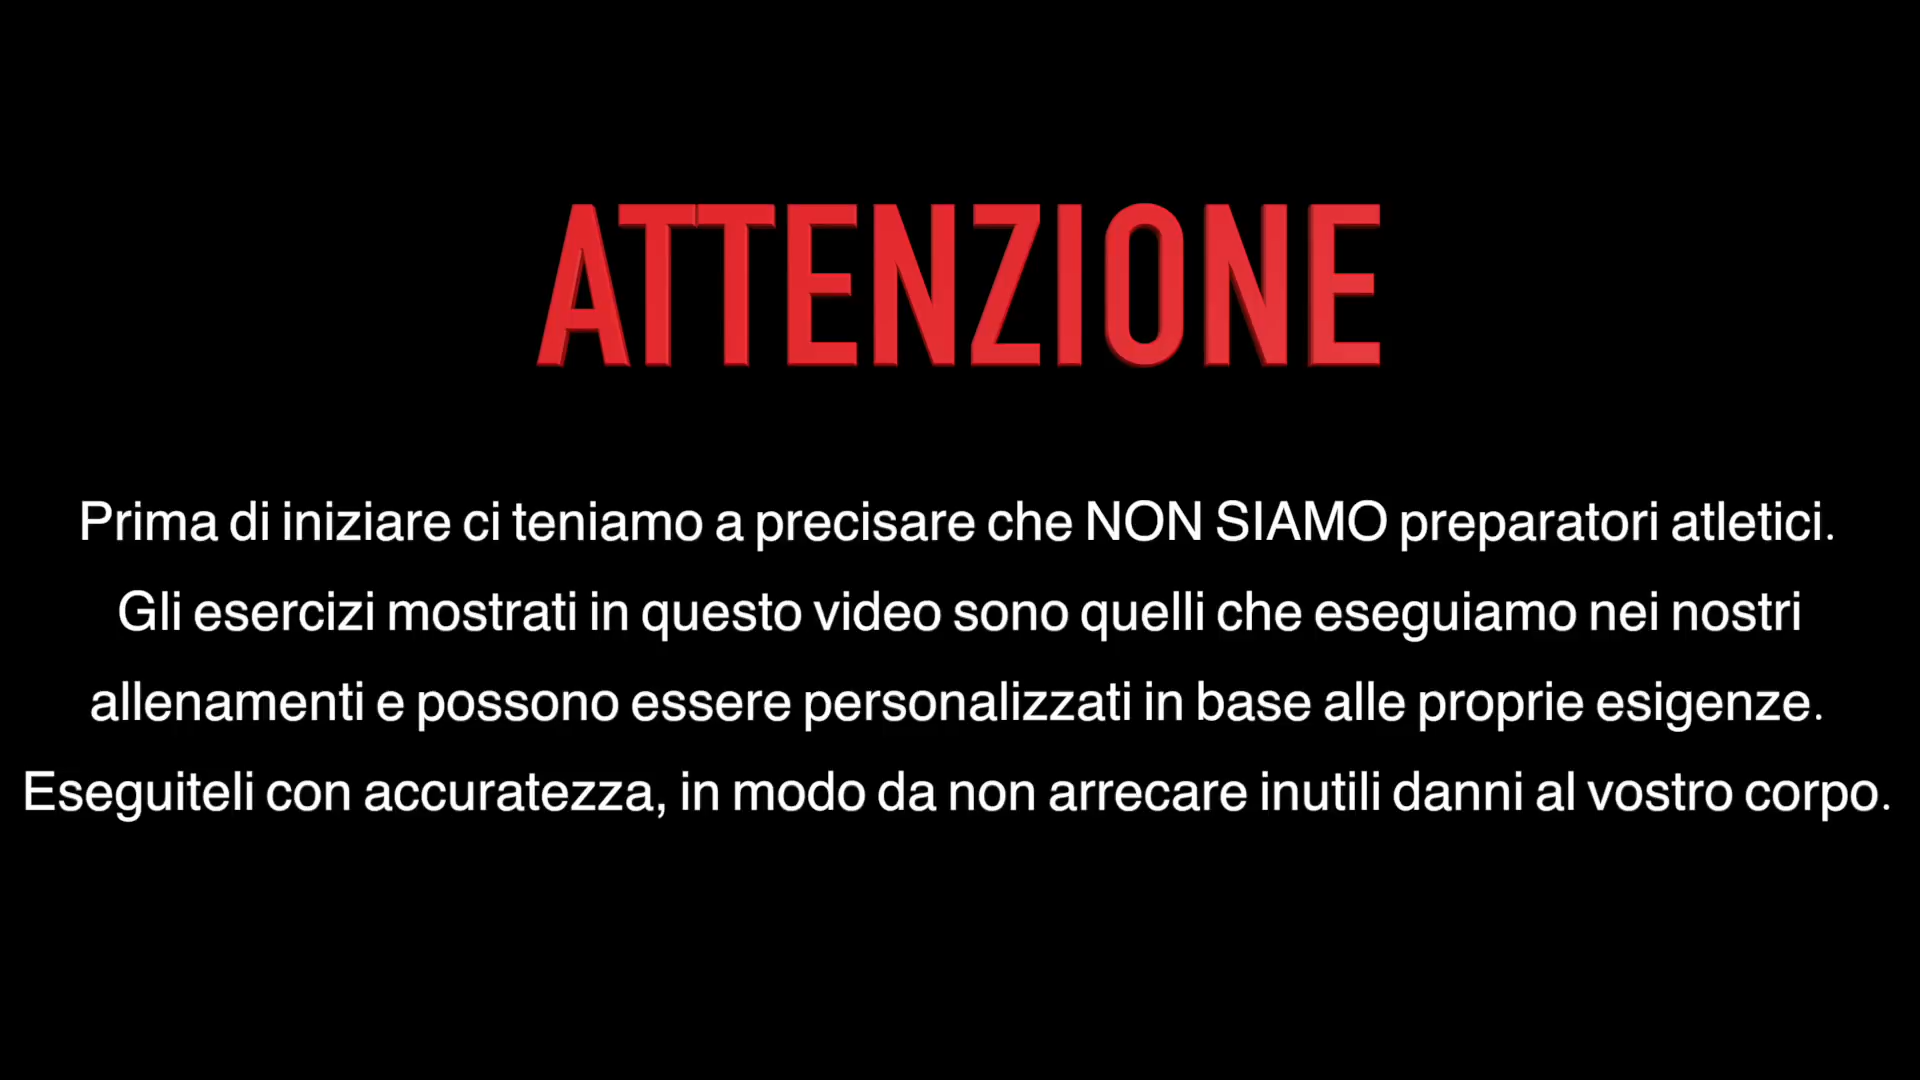 ATTENZIONE
Prima di iniziare ci teniamo a precisare che NON SIAMO preparatori atletici.
Gli esercizi mostrati in questo video sono quelli che eseguiamo nei nostri
allenamenti e possono essere personalizzati in base alle proprie esigenze.
Eseguiteli con accuratezza, in modo da non arrecare inutili danni al vostro corpo.